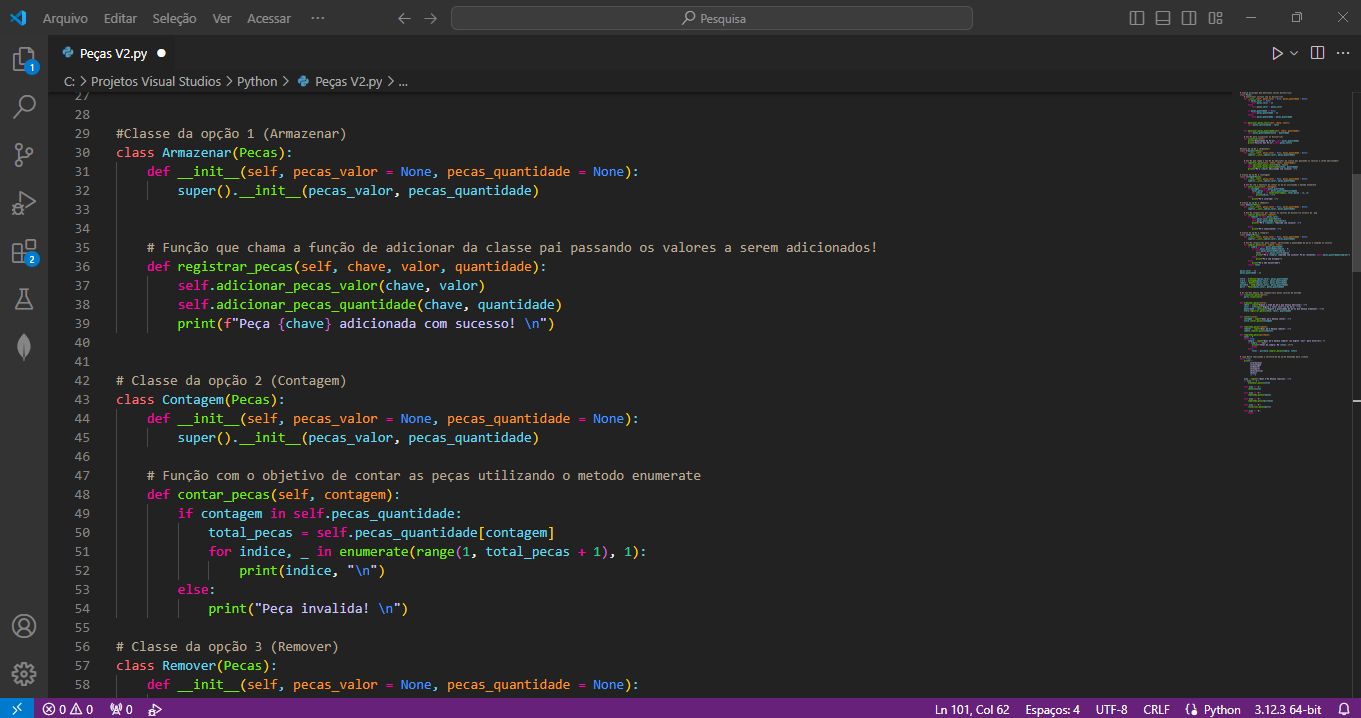 Arquivo Editar Seleção Ver Acessar ··· Pesquisa
Peças V2.py
1
C: > Projetos Visual Studios > Python > Peças V2.py > ...
27
28
29 #Classe da opção 1 (Armazenar)
30 class Armazenar(Pecas):
31 def __init__(self, pecas_valor = None, pecas_quantidade = None):
32 super().__init__(pecas_valor, pecas_quantidade)
33
34
35 # Função que chama a função de adicionar da classe pai passando os valores a serem adicionados!
36 def registrar_pecas(self, chave, valor, quantidade):
37 self.adicionar_pecas_valor(chave, valor)
38 self.adicionar_pecas_quantidade(chave, quantidade)
39 print(f"Peça {chave} adicionada com sucesso! \n")
40
41
42 # Classe da opção 2 (Contagem)
43 class Contagem(Pecas):
44 def __init__(self, pecas_valor = None, pecas_quantidade = None):
45 super().__init__(pecas_valor, pecas_quantidade)
46
47 # Função com o objetivo de contar as peças utilizando o metodo enumerate
48 def contar_pecas(self, contagem):
49 if contagem in self.pecas_quantidade:
50 total_pecas = self.pecas_quantidade[contagem]
51 for indice, _ in enumerate(range(1, total_pecas + 1), 1):
52 print(indice, "\n")
53 else:
54 print("Peça invalida! \n")
55
56 # Classe da opção 3 (Remover)
57 class Remover(Pecas):
58 def __init__(self, pecas_valor = None, pecas_quantidade = None):
2
0 0 0 Ln 101, Col 62 Espaços: 4 UTF-8 CRLF Python 3.12.3 64-bit